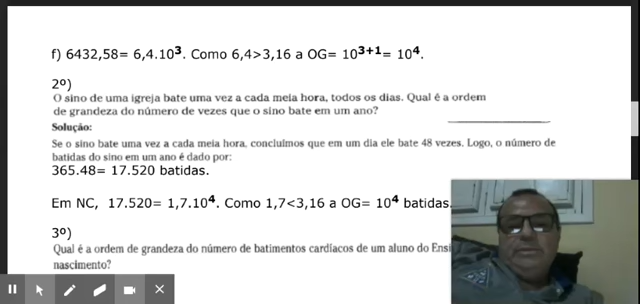 f) 6432,58= 6,4.10³. Como 6,4>3,16 a OG= 10³⁺¹= 10⁴.
2º)
O sino de uma igreja bate uma vez a cada meia hora, todos os dias. Qual é a ordem
de grandeza do número de vezes que o sino bate em um ano?
Solução:
Se o sino bate uma vez a cada meia hora, concluímos que em um dia ele bate 48 vezes. Logo, o número de
batidas do sino em um ano é dado por:
365.48= 17.520 batidas.
Em NC, 17.520= 1,7.10⁴. Como 1,7<3,16 a OG= 10⁴ batidas.
3º)
Qual é a ordem de grandeza do número de batimentos cardíacos de um aluno do Ensi
nascimento?